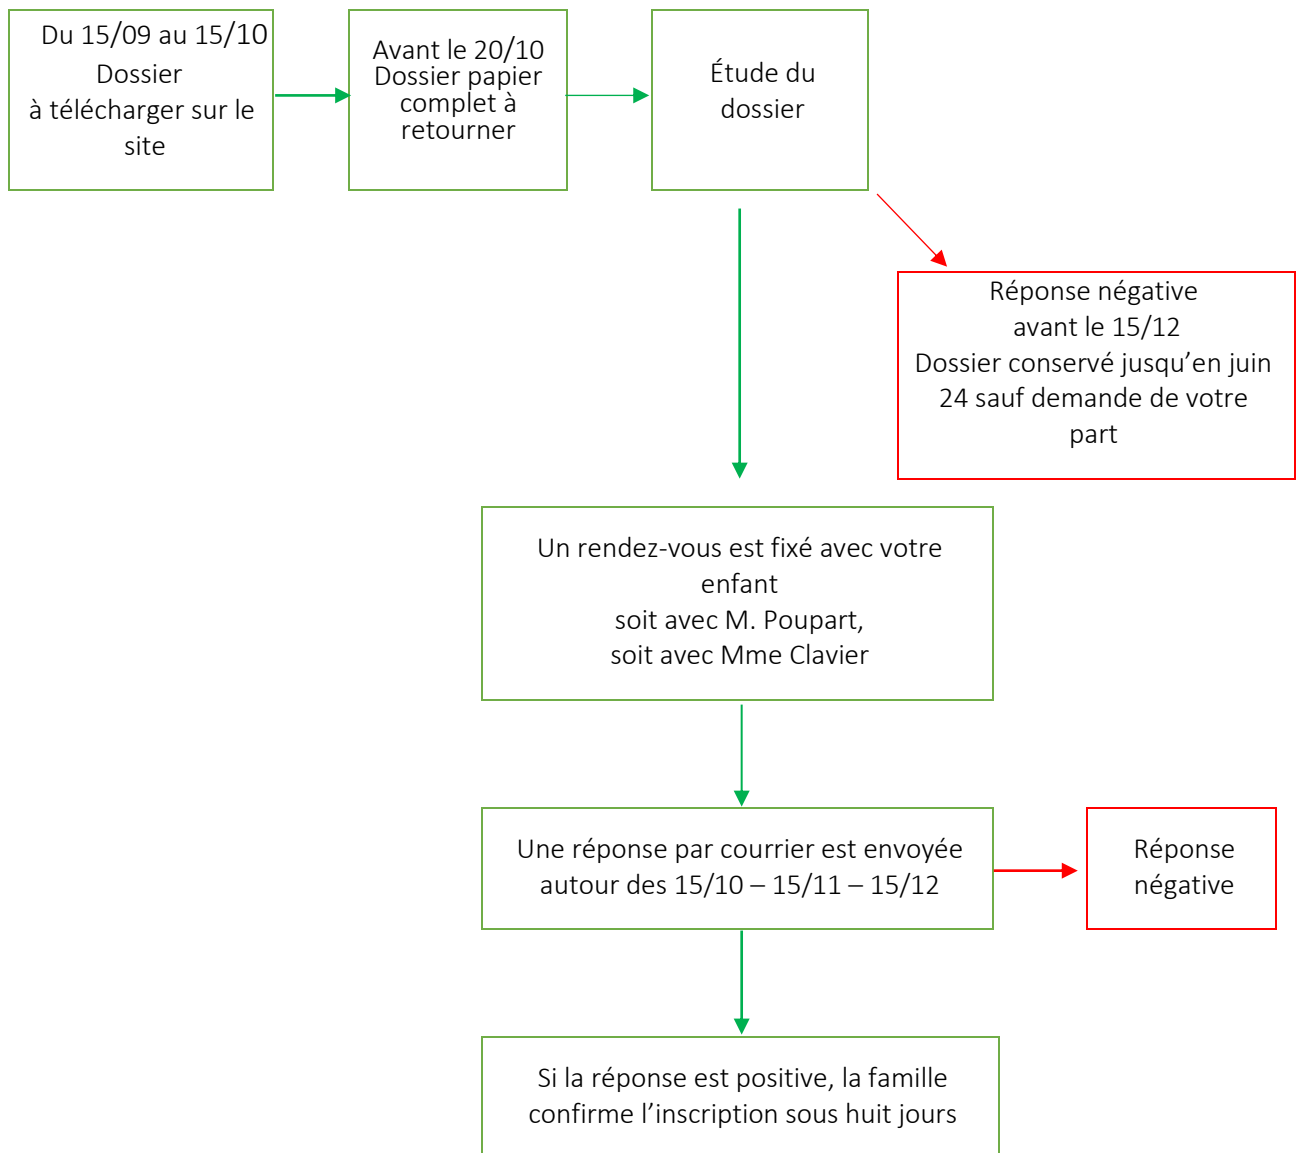 Du 15/09 au 15/10
Dossier
à télécharger sur le
site
Avant le 20/10
Dossier papier
complet à
retourner
Étude du
dossier
Réponse négative
avant le 15/12
Dossier conservé jusqu’en juin
24 sauf demande de votre
part
Un rendez-vous est fixé avec votre
enfant
soit avec M. Poupart,
soit avec Mme Clavier
Une réponse par courrier est envoyée
autour des 15/10 – 15/11 – 15/12
Réponse
négative
Si la réponse est positive, la famille
confirme l’inscription sous huit jours